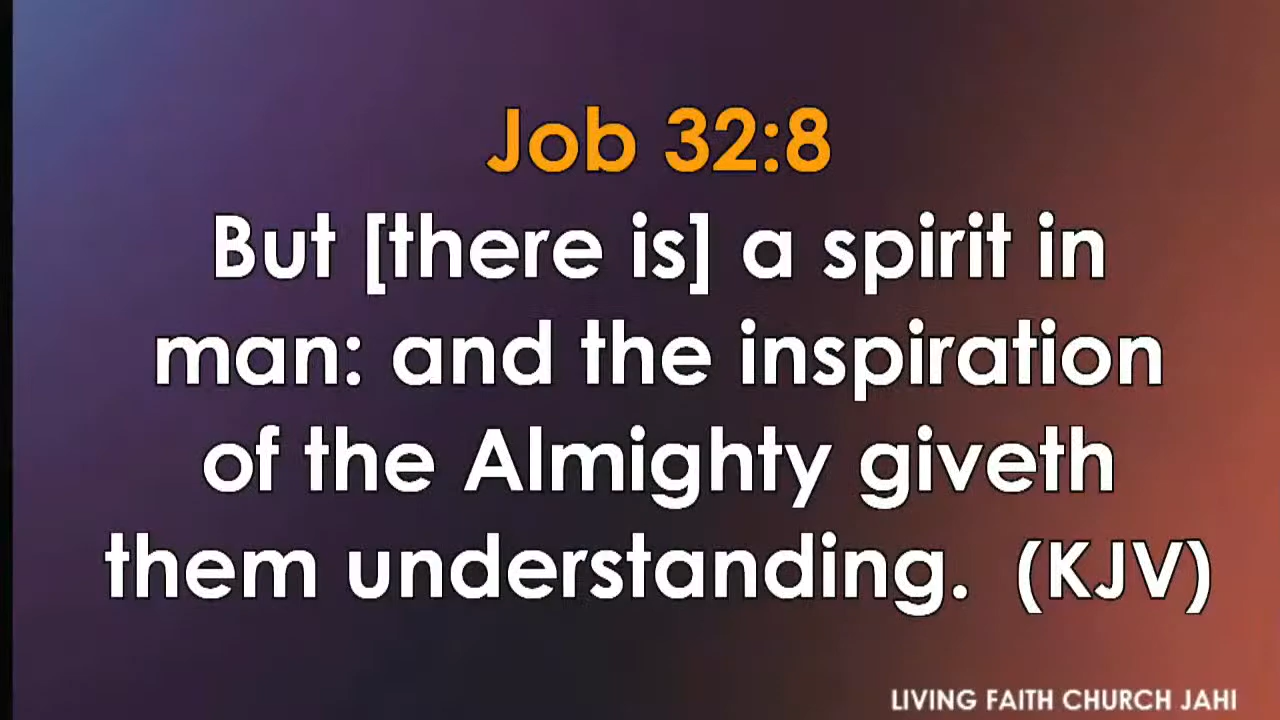 Job 32:8
But [there is] a spirit in
man: and the inspiration
of the Almighty giveth
them understanding.  (KJV)
LIVING FAITH CHURCH JAHI